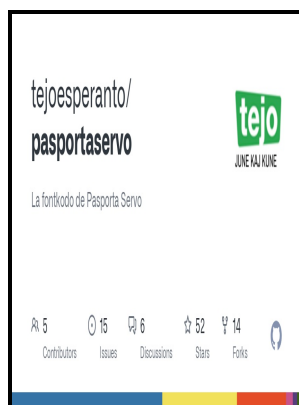 tejoesperanto/
pasportaservo
tejo
JUNE KAJ KUNE
La fontkodo de Pasporta Servo
5
Contributors
15
Issues
6
Discussions
52
Stars
14
Forks